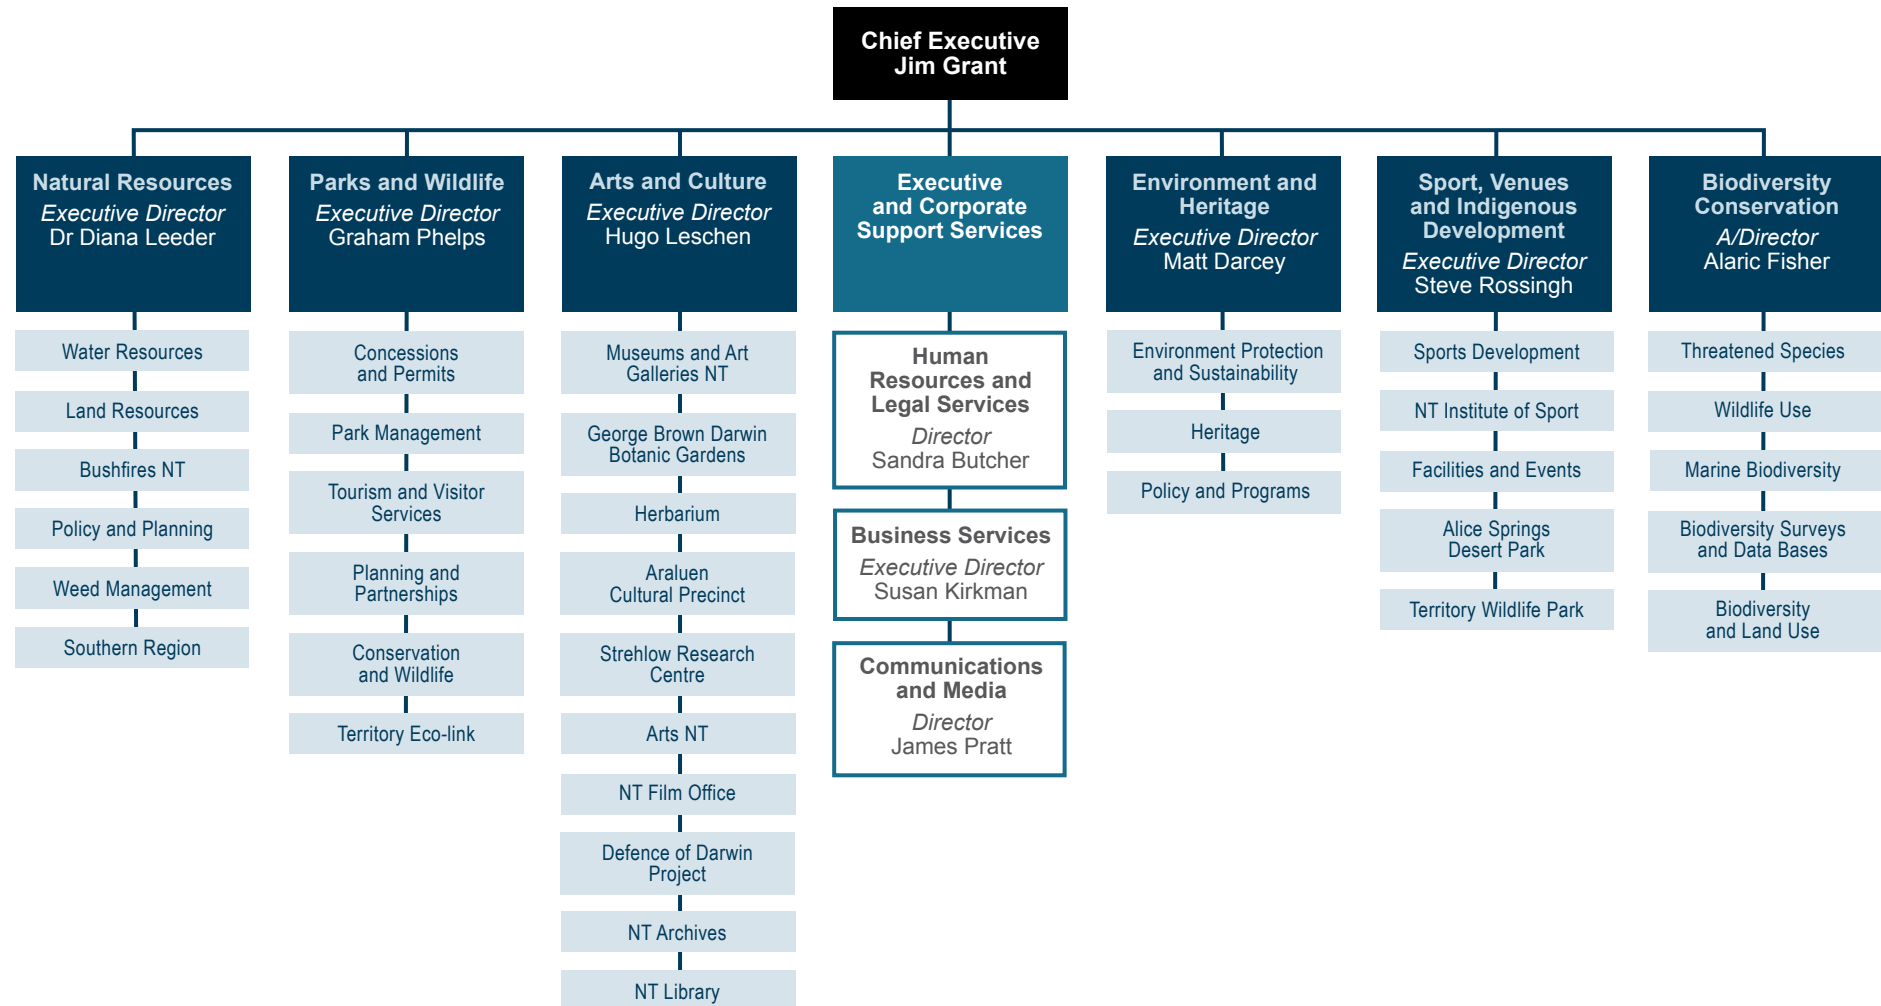 Chief Executive
Jim Grant
Natural Resources
Executive Director
Dr Diana Leeder
Water Resources
Land Resources
Bushfires NT
Policy and Planning
Weed Management
Southern Region
Parks and Wildlife
Executive Director
Graham Phelps
Concessions
and Permits
Park Management
Tourism and Visitor
Services
Planning and
Partnerships
Conservation
and Wildlife
Territory Eco-link
Arts and Culture
Executive Director
Hugo Leschen
Museums and Art
Galleries NT
George Brown Darwin
Botanic Gardens
Herbarium
Araluen
Cultural Precinct
Strehlow Research
Centre
Arts NT
NT Film Office
Defence of Darwin
Project
NT Archives
NT Library
Executive
and Corporate
Support Services
Human
Resources and
Legal Services
Director
Sandra Butcher
Business Services
Executive Director
Susan Kirkman
Communications
and Media
Director
James Pratt
Environment and
Heritage
Executive Director
Matt Darcey
Environment Protection
and Sustainability
Heritage
Policy and Programs
Sport, Venues
and Indigenous
Development
Executive Director
Steve Rossingh
Sports Development
NT Institute of Sport
Facilities and Events
Alice Springs
Desert Park
Territory Wildlife Park
Biodiversity
Conservation
A/Director
Alaric Fisher
Threatened Species
Wildlife Use
Marine Biodiversity
Biodiversity Surveys
and Data Bases
Biodiversity
and Land Use